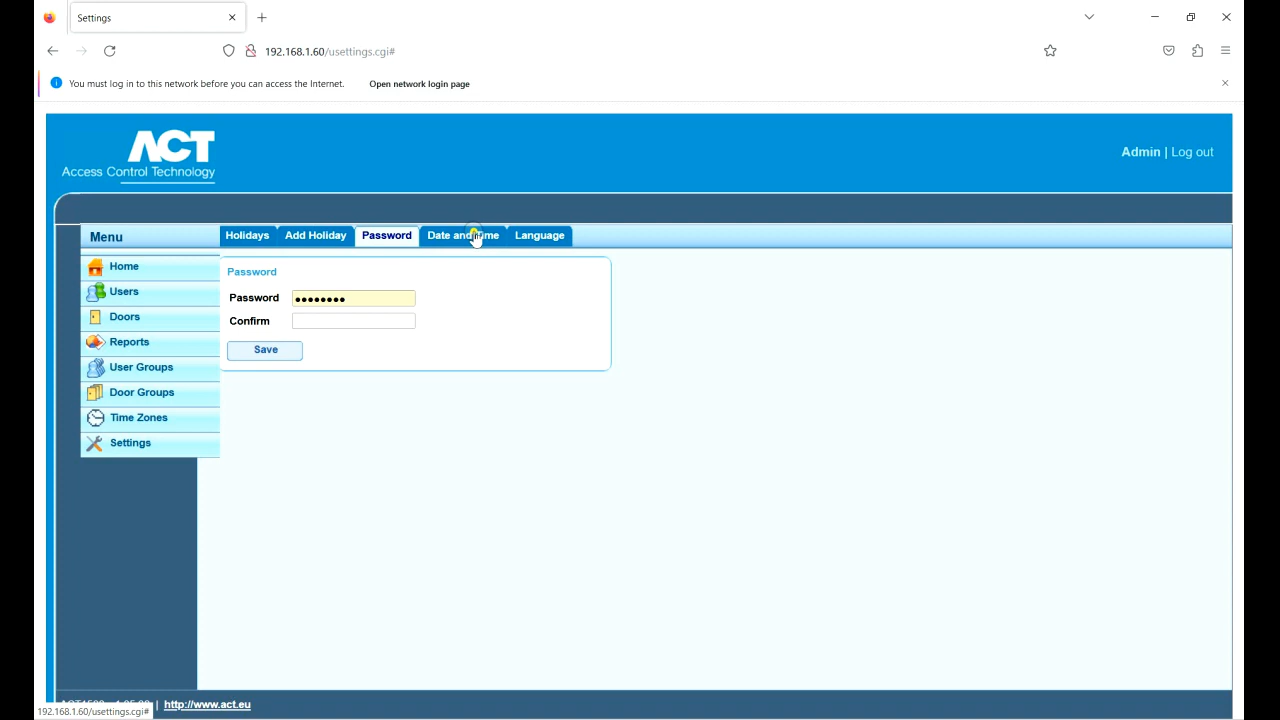 Settings
192.168.1.60/usettings.cgi#
You must log in to this network before you can access the Internet. Open network login page
ACT
Access Control Technology
Admin | Log out
Menu
Holidays Add Holiday Password Date and Language
Home
Users
Doors
Reports
User Groups
Door Groups
Time Zones
Settings
Password
Password
Confirm
Save
| http://www.act.eu
192.168.1.60/usettings.cgi#